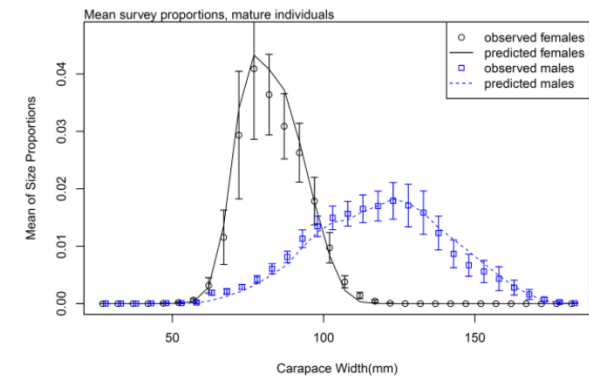 Mean survey proportions, mature individuals
observed females
predicted females
observed males
predicted males
Mean of Size Proportions
0.04
0.03
0.02
0.01
0.00
50
100
150
Carapace Width(mm)